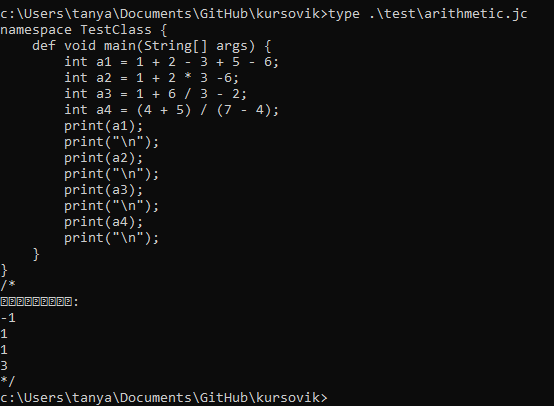 c:\Users\tanya\Documents\GitHub\kursovik>type .\test\arithmetic.jc
namespace TestClass {
    def void main(String[] args) {
        int a1 = 1 + 2 - 3 + 5 - 6;
        int a2 = 1 + 2 * 3 -6;
        int a3 = 1 + 6 / 3 - 2;
        int a4 = (4 + 5) / (7 - 4);
        print(a1);
        print("\n");
        print(a2);
        print("\n");
        print(a3);
        print("\n");
        print(a4);
        print("\n");
    }
}
/*
:
-1
1
1
3
*/
c:\Users\tanya\Documents\GitHub\kursovik>